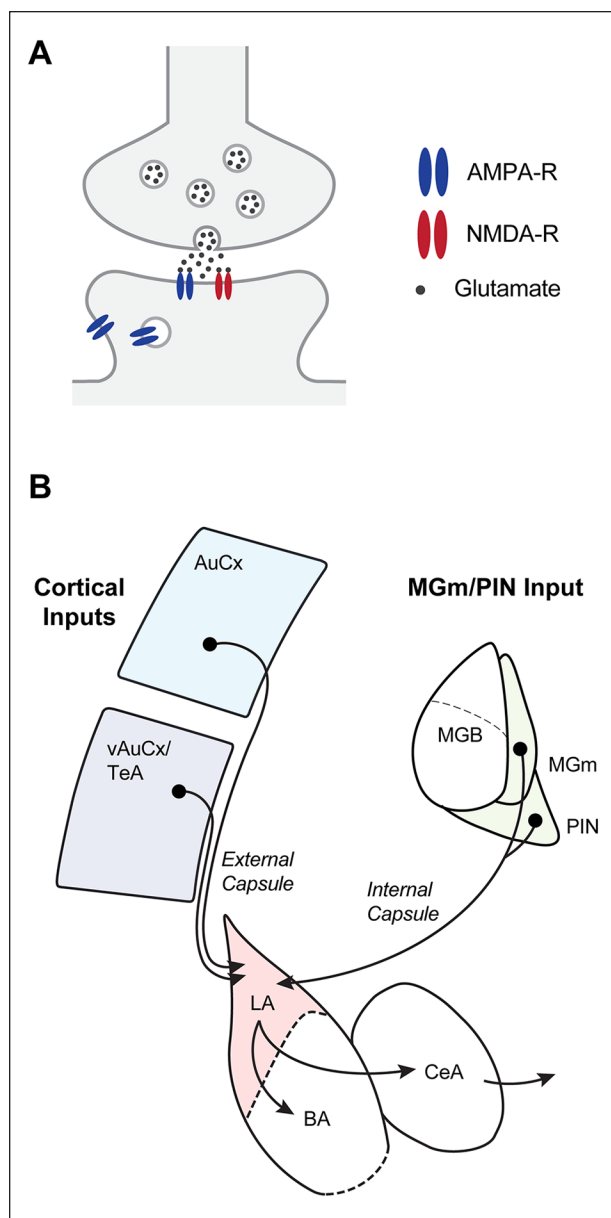 A
AMPA-R
NMDA-R
Glutamate
B
Cortical
Inputs
AuCx
MGm/PIN Input
vAuCx/
TeA
MGB
MGm
PIN
External
Capsule
Internal
Capsule
LA
CeA
BA